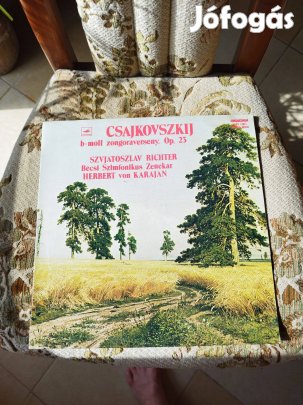 Jófogás
CSAJKOVSZKIJ
b-moll zongoraverseny, Op. 23
SZVJATOSZLAV RICHTER
Bécsi Szimfonikus Zenekar
HERBERT von KARAJAN